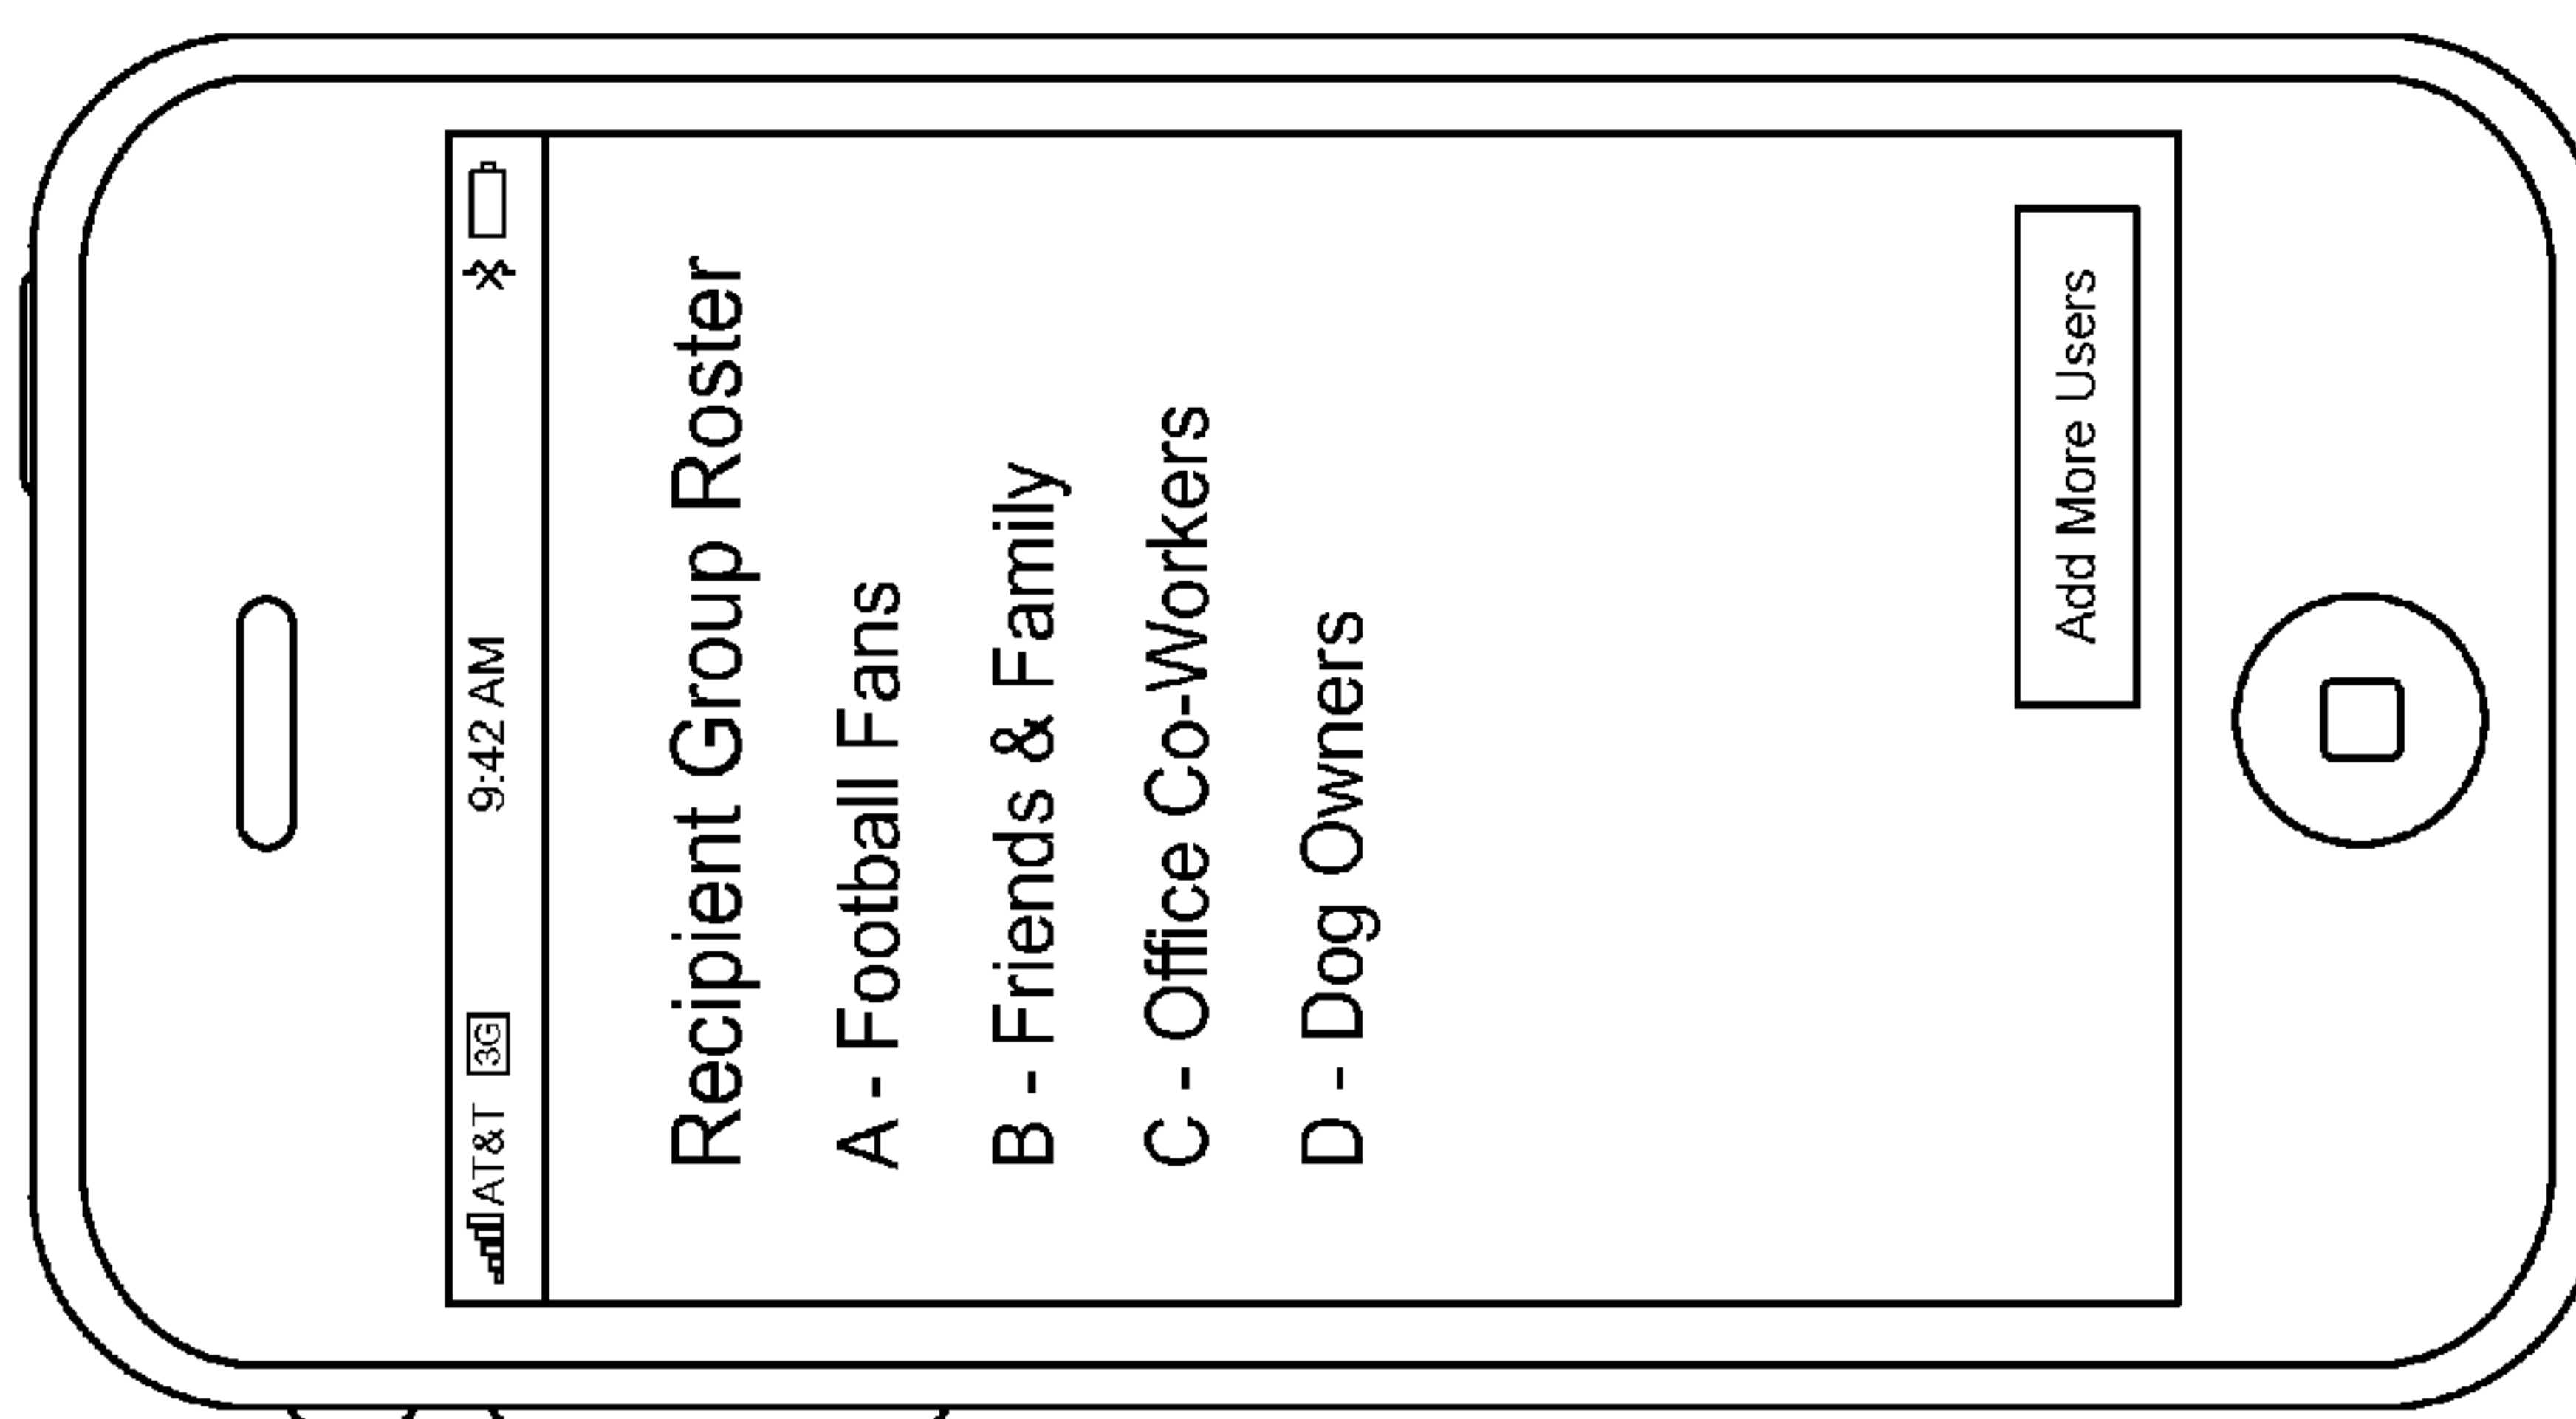 AT&T 3G 9:42 AM
Recipient Group Roster
A - Football Fans
B - Friends & Family
C - Office Co-Workers
D - Dog Owners
Add More Users